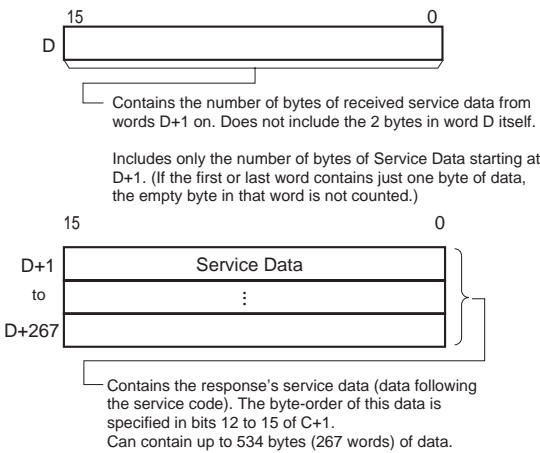 15 0
D
Contains the number of bytes of received service data from
words D+1 on. Does not include the 2 bytes in word D itself.
Includes only the number of bytes of Service Data starting at
D+1. (If the first or last word contains just one byte of data,
the empty byte in that word is not counted.)
15 0
D+1 Service Data
to ⋮
D+267
Contains the response's service data (data following
the service code). The byte-order of this data is
specified in bits 12 to 15 of C+1.
Can contain up to 534 bytes (267 words) of data.